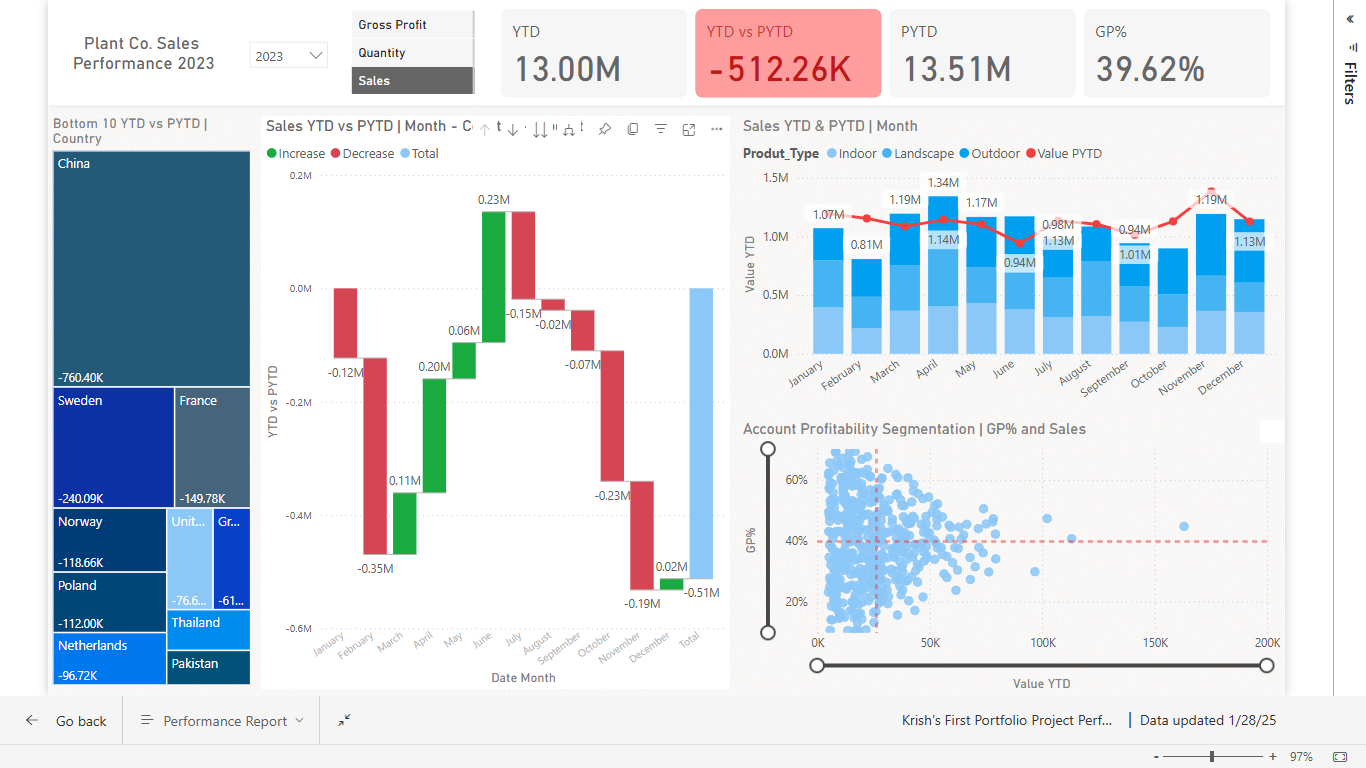 Plant Co. Sales
Performance 2023
2023
Gross Profit
Quantity
Sales
YTD
13.00M
YTD vs PYTD
-512.26K
PYTD
13.51M
GP%
39.62%
«
Filters
Bottom 10 YTD vs PYTD |
Country
China
-760.40K
Sweden
-240.09K
France
-149.78K
Norway
-118.66K
Unit...
-76.6...
Gr...
-61...
Poland
-112.00K
Thailand
Netherlands
-96.72K
Pakistan
Sales YTD vs PYTD | Month - C
Increase Decrease Total
YTD vs PYTD
0.2M
0.0M
-0.2M
-0.4M
-0.6M
-0.12M
-0.35M
0.11M
0.20M
0.06M
0.23M
-0.15M
-0.02M
-0.07M
-0.23M
-0.19M
0.02M
-0.51M
January
February
March
April
May
June
July
August
September
October
November
December
Total
Date Month
Sales YTD & PYTD | Month
Produt_Type Indoor Landscape Outdoor Value PYTD
Value YTD
1.5M
1.0M
0.5M
0.0M
1.07M
0.81M
1.19M
1.34M
1.14M
1.17M
0.94M
0.98M
1.13M
0.94M
1.01M
1.19M
1.13M
January
February
March
April
May
June
July
August
September
October
November
December
Account Profitability Segmentation | GP% and Sales
GP%
60%
40%
20%
0K
50K
100K
150K
200K
Value YTD
Go back
Performance Report
Krish's First Portfolio Project Perf...
Data updated 1/28/25
- + 97%